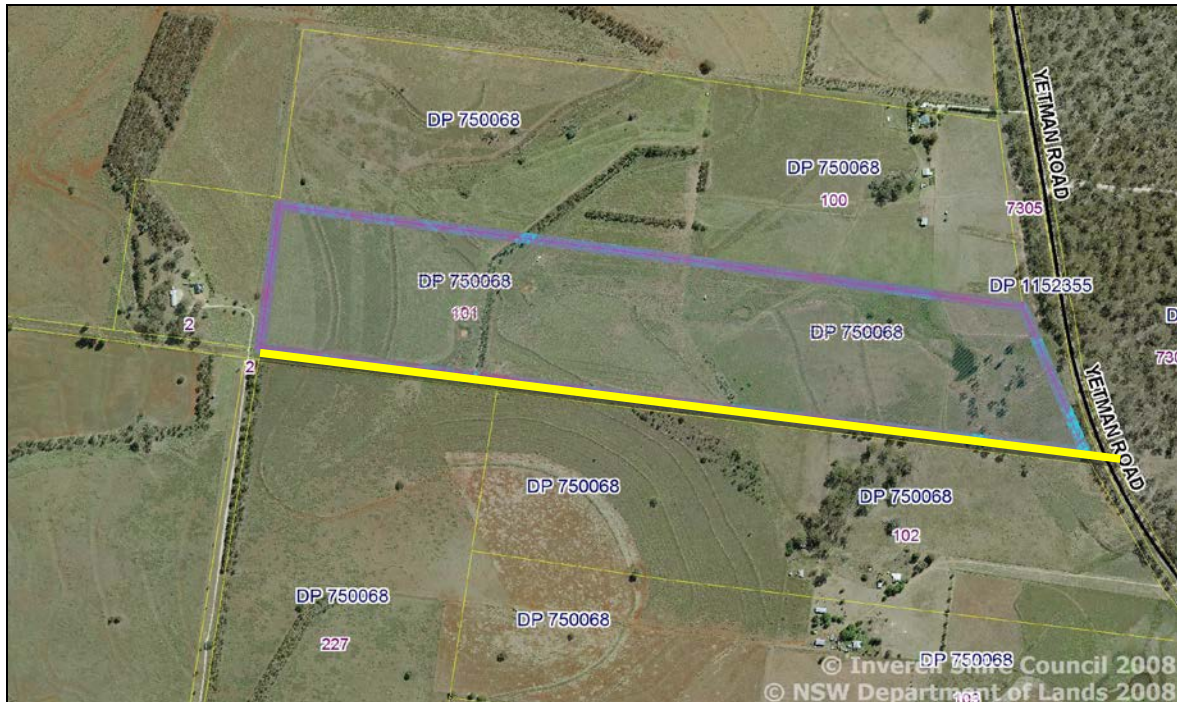 YETMAN ROAD
DP 750068
DP 750068
100
7305
DP 750068
101
DP 1152355
DP 750068
2
2
YETMAN ROAD
DP 750068
DP 750068
102
DP 750068
227
DP 750068
DP 750068
© Inverell Shire Council 2008
© NSW Department of Lands 2008